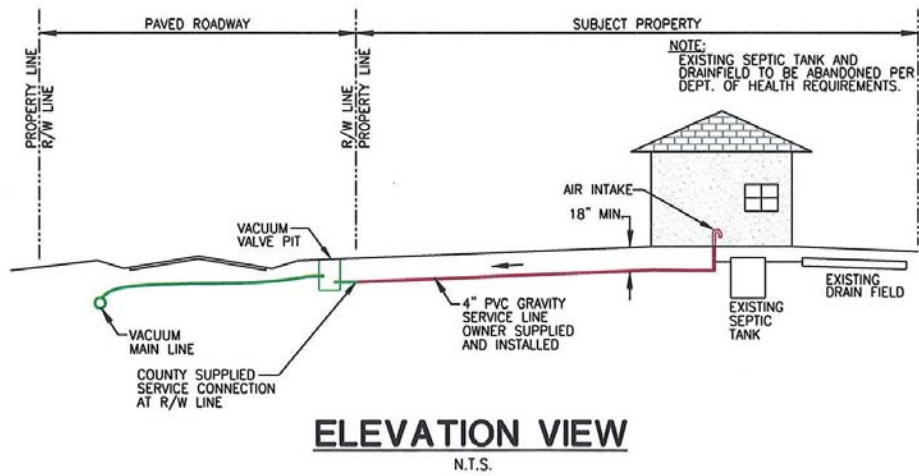 PAVED ROADWAY
SUBJECT PROPERTY
PROPERTY LINE
R/W LINE
R/W LINE
PROPERTY LINE
NOTE:
EXISTING SEPTIC TANK AND
DRAINFIELD TO BE ABANDONED PER
DEPT. OF HEALTH REQUIREMENTS.
AIR INTAKE
18" MIN.
VACUUM
VALVE PIT
VACUUM
MAIN LINE
COUNTY SUPPLIED
SERVICE CONNECTION
AT R/W LINE
4" PVC GRAVITY
SERVICE LINE
OWNER SUPPLIED
AND INSTALLED
EXISTING
SEPTIC
TANK
EXISTING
DRAIN FIELD
ELEVATION VIEW
N.T.S.